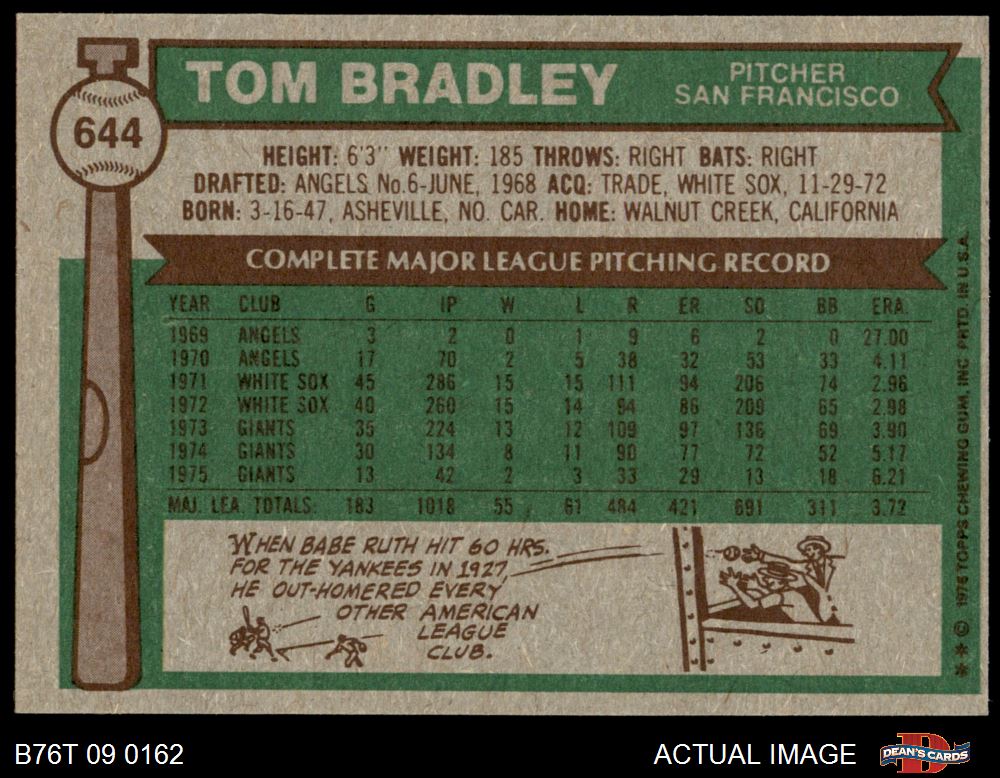 644
TOM BRADLEY
PITCHER
SAN FRANCISCO
HEIGHT: 6'3" WEIGHT: 185 THROWS: RIGHT BATS: RIGHT
DRAFTED: ANGELS No.6-JUNE, 1968 ACQ: TRADE, WHITE SOX, 11-29-72
BORN: 3-16-47, ASHEVILLE, NO. CAR. HOME: WALNUT CREEK, CALIFORNIA
COMPLETE MAJOR LEAGUE PITCHING RECORD
YEAR CLUB G IP W L R ER SO BB ERA.
1969 ANGELS 3 2 0 1 9 6 2 0 27.00
1970 ANGELS 17 70 2 5 38 32 53 33 4.11
1971 WHITE SOX 45 286 15 15 111 94 206 74 2.96
1972 WHITE SOX 40 260 15 14 94 86 209 65 2.98
1973 GIANTS 35 224 13 12 109 97 136 69 3.90
1974 GIANTS 30 134 8 11 90 77 72 52 5.17
1975 GIANTS 13 42 2 3 33 29 13 18 6.21
MAJ. LEA. TOTALS: 183 1018 55 61 484 421 691 311 3.72
WHEN BABE RUTH HIT 60 HRS.
FOR THE YANKEES IN 1927,
HE OUT-HOMERED EVERY
OTHER AMERICAN
LEAGUE
CLUB.
** © 1976 TOPPS CHEWING GUM, INC. PRTD. IN U.S.A.
B76T 09 0162
ACTUAL IMAGE
DEAN'S CARDS